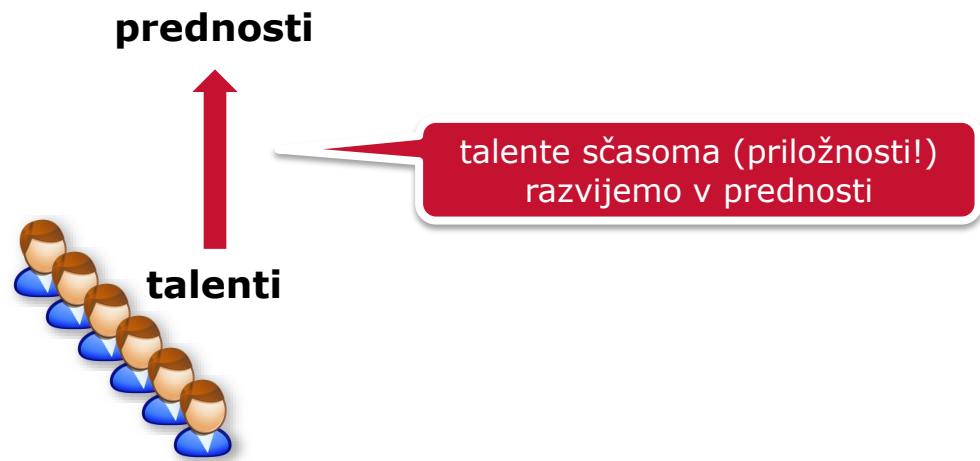 prednosti
talente sčasoma (priložnosti!)
razvijemo v prednosti
talenti